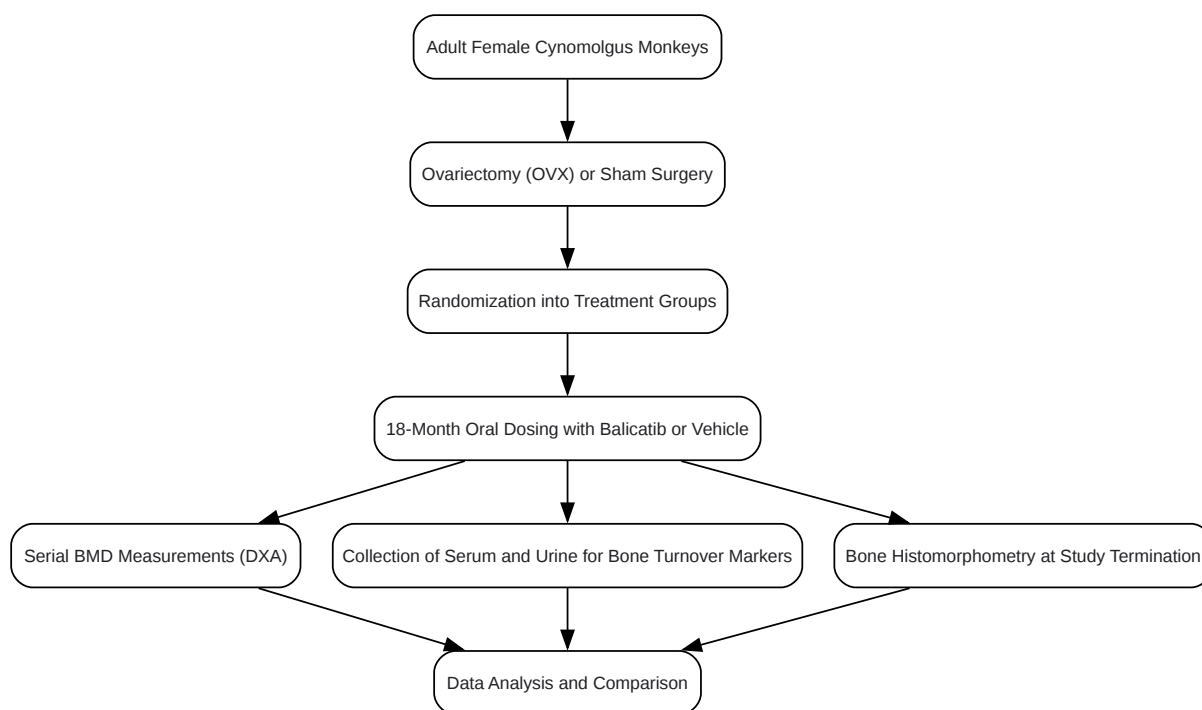 Adult Female Cynomolgus Monkeys
Ovariectomy (OVX) or Sham Surgery
Randomization into Treatment Groups
18-Month Oral Dosing with Balicatib or Vehicle
Serial BMD Measurements (DXA)
Collection of Serum and Urine for Bone Turnover Markers
Bone Histomorphometry at Study Termination
Data Analysis and Comparison